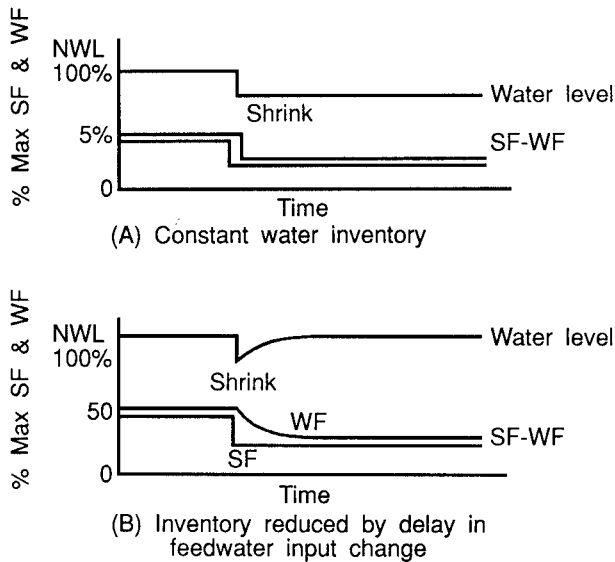 % Max SF & WF
NWL
100%
Water level
Shrink
5%
SF-WF
0
Time
(A) Constant water inventory
% Max SF & WF
NWL
100%
Water level
Shrink
50
WF
SF-WF
SF
0
Time
(B) Inventory reduced by delay in
feedwater input change